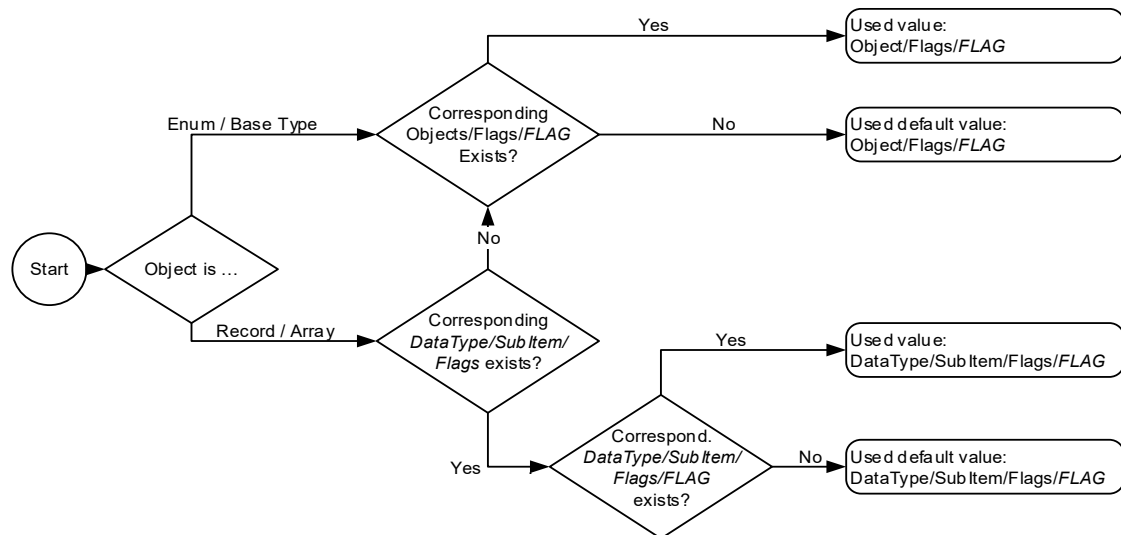 Yes
Used value:
Object/Flags/FLAG
Corresponding
Objects/Flags/FLAG
Exists?
Enum / Base Type
No
Used default value:
Object/Flags/FLAG
No
Start
Object is ...
Record / Array
Corresponding
DataType/SubItem/
Flags exists?
Yes
Used value:
DataType/SubItem/Flags/FLAG
Yes
Correspond.
DataType/SubItem/
Flags/FLAG
exists?
No
Used default value:
DataType/SubItem/Flags/FLAG